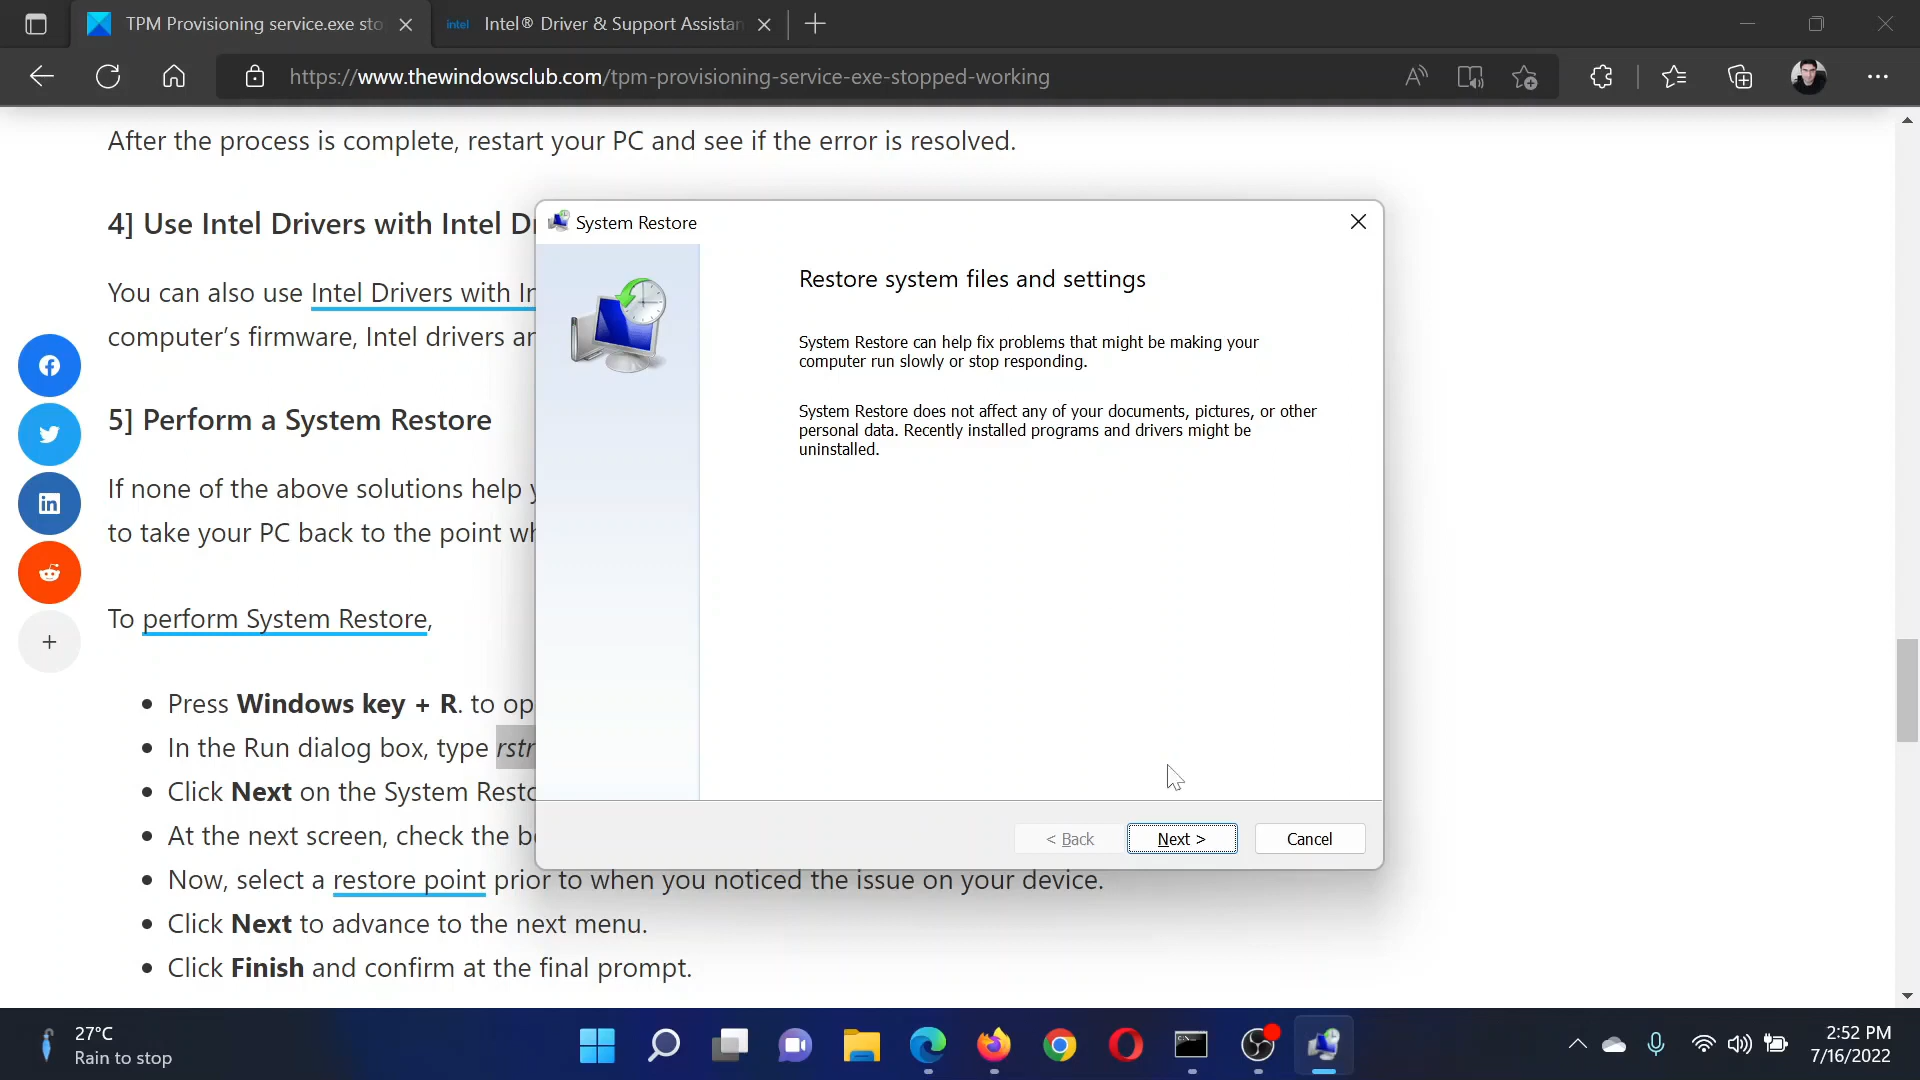 TPM Provisioning service.exe sto
intel Intel® Driver & Support Assistan
https://www.thewindowsclub.com/tpm-provisioning-service-exe-stopped-working
After the process is complete, restart your PC and see if the error is resolved.
4] Use Intel Drivers with Intel D
You can also use Intel Drivers with In
computer’s firmware, Intel drivers ar
5] Perform a System Restore
If none of the above solutions help y
to take your PC back to the point wh
To perform System Restore,
Press Windows key + R. to op
In the Run dialog box, type rstr
Click Next on the System Resto
At the next screen, check the bo
Now, select a restore point prior to when you noticed the issue on your device.
Click Next to advance to the next menu.
Click Finish and confirm at the final prompt.
System Restore
Restore system files and settings
System Restore can help fix problems that might be making your
computer run slowly or stop responding.
System Restore does not affect any of your documents, pictures, or other
personal data. Recently installed programs and drivers might be
uninstalled.
< Back Next > Cancel
27°C
Rain to stop
2:52 PM
7/16/2022